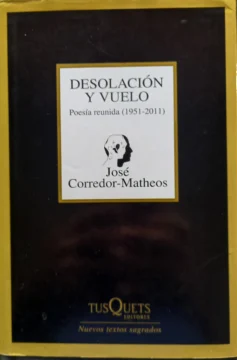 DESOLACIÓN
Y VUELO
Poesía reunida (1951-2011)
José
Corredor-Matheos
TUSQUETS
EDITORES
Nuevos textos sagrados